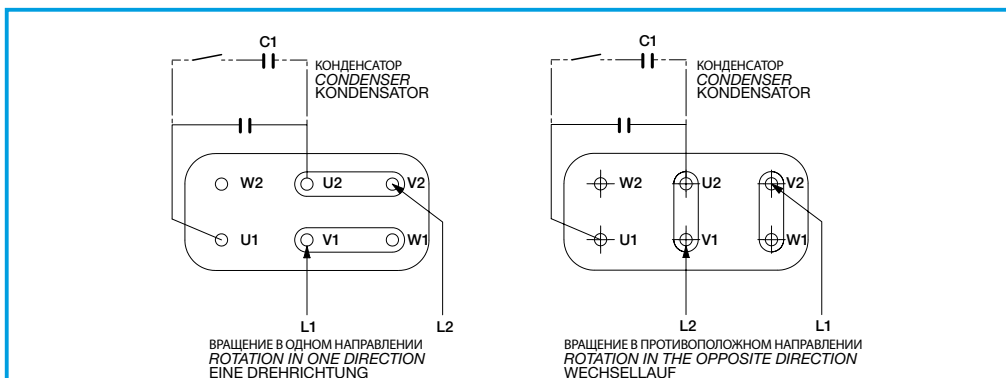 C1
КОНДЕНСАТОР
CONDENSER
KONDENSATOR
W2 U2 V2
U1 V1 W1
L1 L2
ВРАЩЕНИЕ В ОДНОМ НАПРАВЛЕНИИ
ROTATION IN ONE DIRECTION
EINE DREHRICHTUNG
C1
КОНДЕНСАТОР
CONDENSER
KONDENSATOR
W2 U2 V2
U1 V1 W1
L2 L1
ВРАЩЕНИЕ В ПРОТИВОПОЛОЖНОМ НАПРАВЛЕНИИ
ROTATION IN THE OPPOSITE DIRECTION
WECHSELLAUF